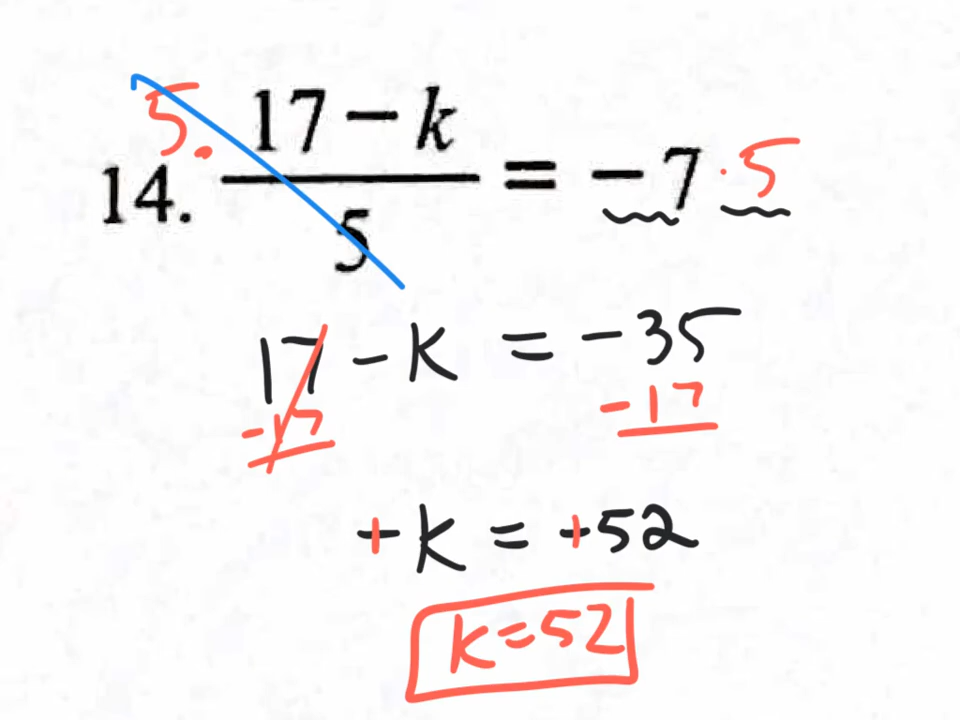 5. 17 - k
14. ――― = -7 · 5
5
17 - K = -35
-17 -17
+K = +52
K = 52